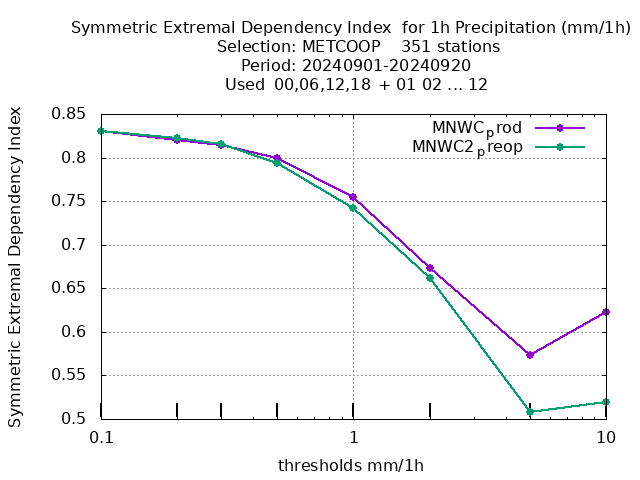 Symmetric Extremal Dependency Index  for 1h Precipitation (mm/1h)
Selection: METCOOP    351 stations
Period: 20240901-20240920
Used  00,06,12,18 + 01 02 ... 12
MNWCprod
MNWC2preop
Symmetric Extremal Dependency Index
0.85
0.8
0.75
0.7
0.65
0.6
0.55
0.5
0.1
1
10
thresholds mm/1h